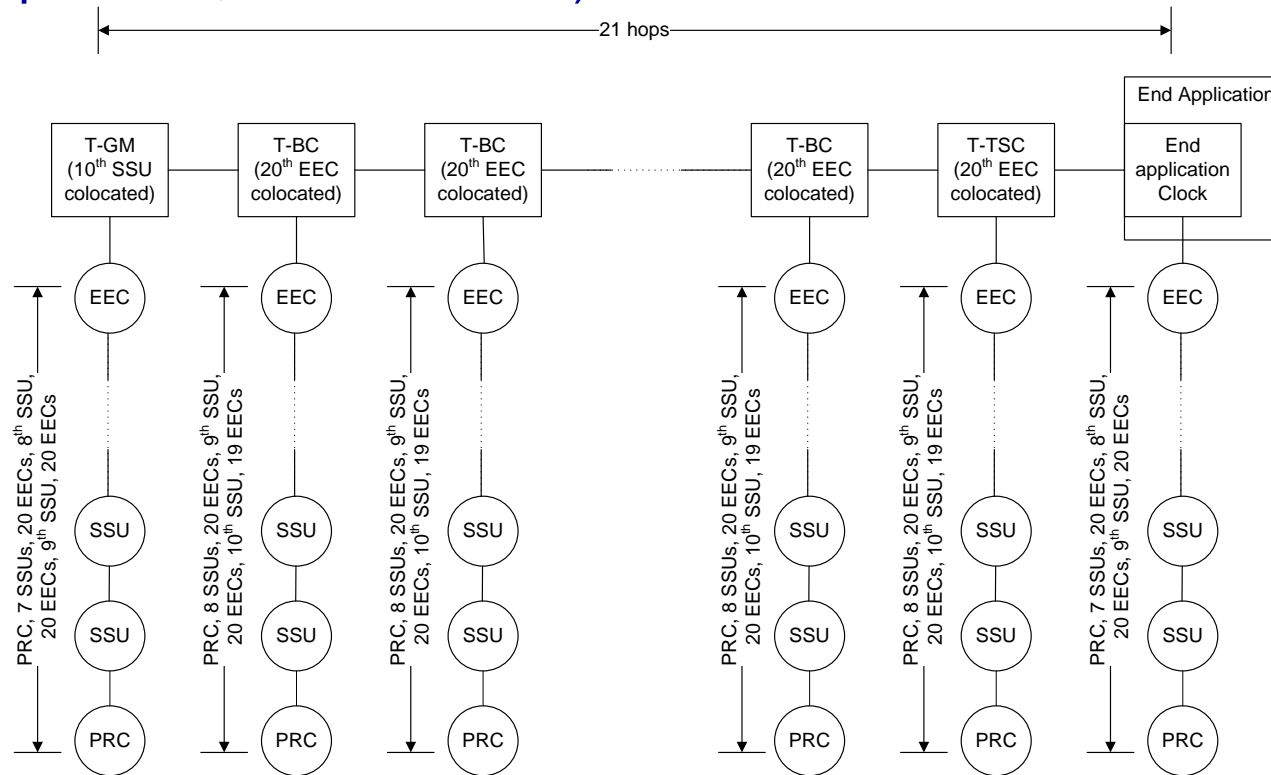 21 hops
End Application
T-GM
(10th SSU
colocated)
T-BC
(20th EEC
colocated)
T-BC
(20th EEC
colocated)
T-BC
(20th EEC
colocated)
T-TSC
(20th EEC
colocated)
End
application
Clock
EEC
EEC
EEC
EEC
EEC
EEC
PRC, 7 SSUs, 20 EECs, 8th SSU,
20 EECs, 9th SSU, 20 EECs
PRC, 8 SSUs, 20 EECs, 9th SSU,
20 EECs, 10th SSU, 19 EECs
PRC, 8 SSUs, 20 EECs, 9th SSU,
20 EECs, 10th SSU, 19 EECs
PRC, 8 SSUs, 20 EECs, 9th SSU,
20 EECs, 10th SSU, 19 EECs
PRC, 8 SSUs, 20 EECs, 9th SSU,
20 EECs, 10th SSU, 19 EECs
PRC, 7 SSUs, 20 EECs, 8th SSU,
20 EECs, 9th SSU, 20 EECs
SSU
SSU
SSU
SSU
SSU
SSU
SSU
SSU
SSU
SSU
SSU
SSU
PRC
PRC
PRC
PRC
PRC
PRC